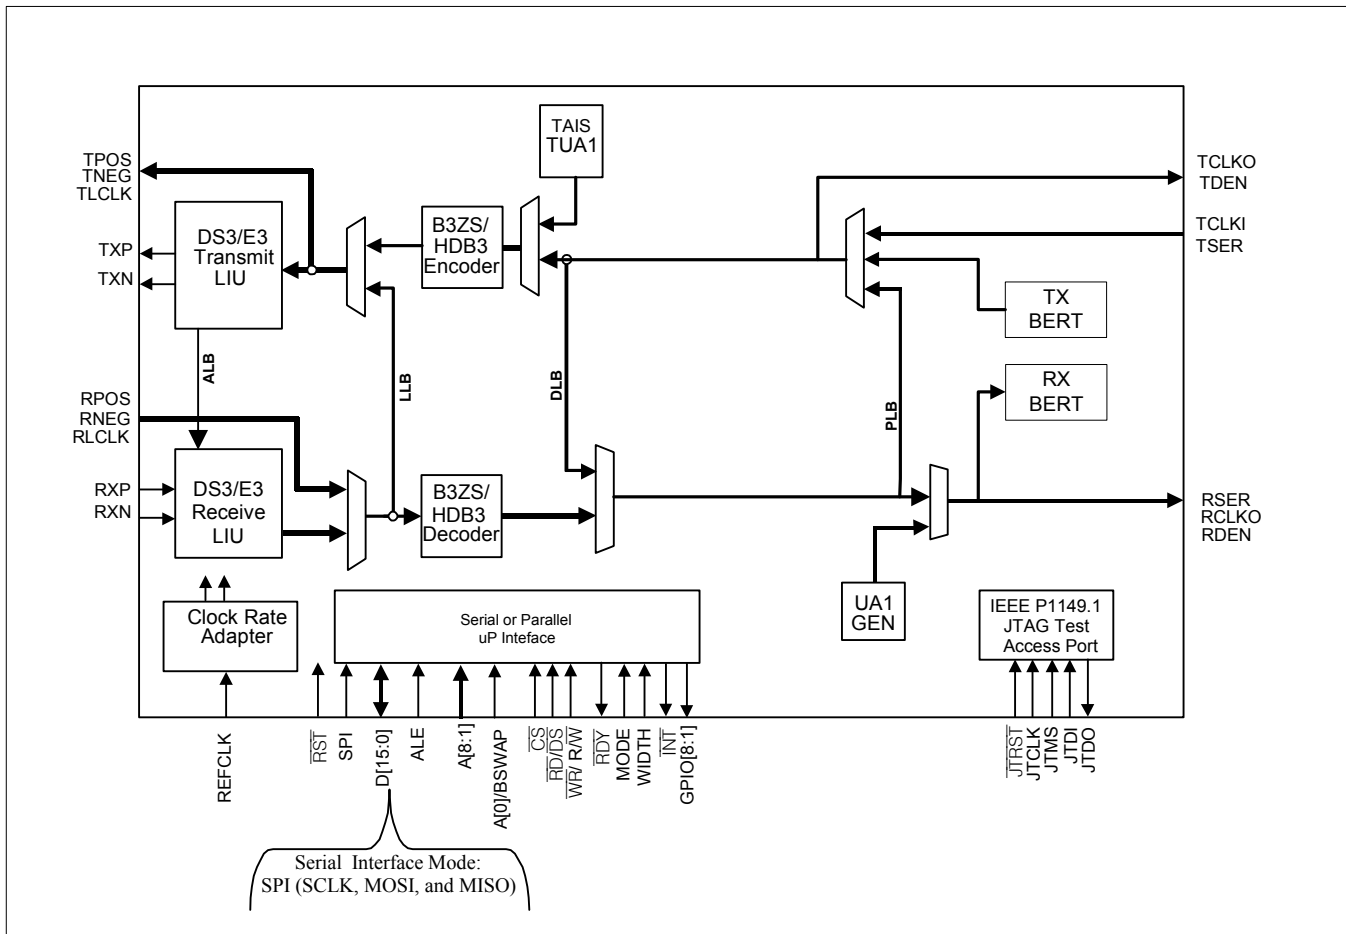 TAIS
TUA1
TPOS
TNEG
TLCLK
TCLKO
TDEN
TCLKI
TSER
DS3/E3
Transmit
LIU
B3ZS/
HDB3
Encoder
TXP
TXN
TX
BERT
ALB
LLB
DLB
PLB
RX
BERT
RPOS
RNEG
RLCLK
RXP
RXN
DS3/E3
Receive
LIU
B3ZS/
HDB3
Decoder
RSER
RCLKO
RDEN
Clock Rate
Adapter
Serial or Parallel
uP Inteface
UA1
GEN
IEEE P1149.1
JTAG Test
Access Port
REFCLK
RST
SPI
D[15:0]
ALE
A[8:1]
A[0]/BSWAP
CS
RD/DS
WR/ R/W
RDY
MODE
WIDTH
INT
GPIO[8:1]
JTRST
JTCLK
JTMS
JTDI
JTDO
Serial Interface Mode:
SPI (SCLK, MOSI, and MISO)